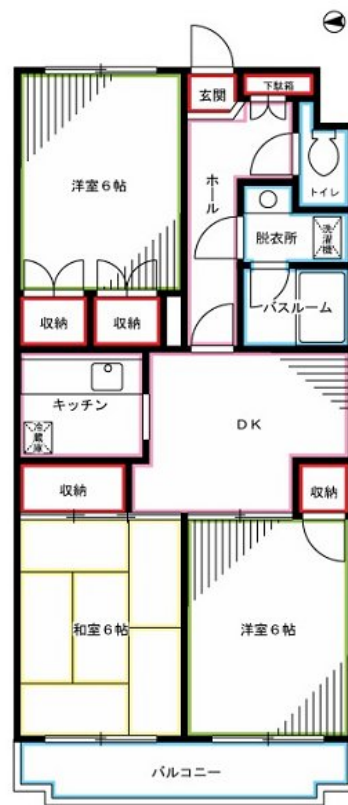 玄関
下駄箱
洋室6帖
ホール
トイレ
脱衣所
洗濯機
収納
収納
バスルーム
キッチン
冷蔵庫
DK
収納
収納
和室6帖
洋室6帖
バルコニー